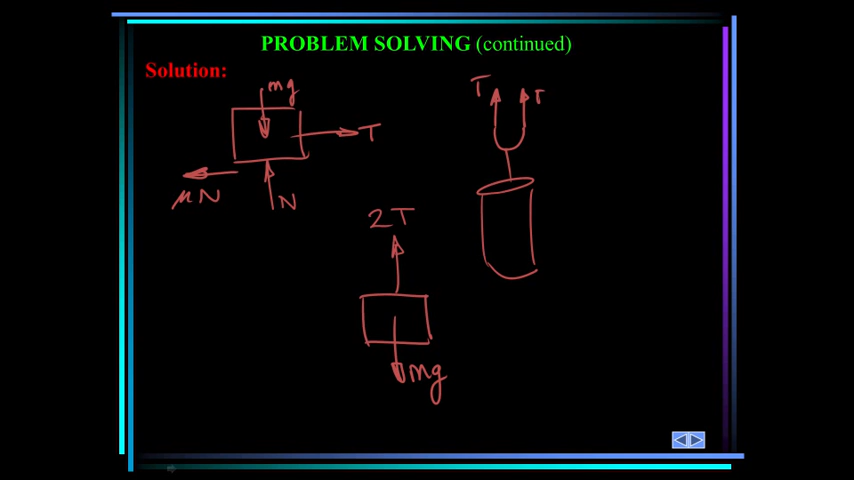 PROBLEM SOLVING (continued)
Solution:
mg
T
T
T
μN
N
2T
mg